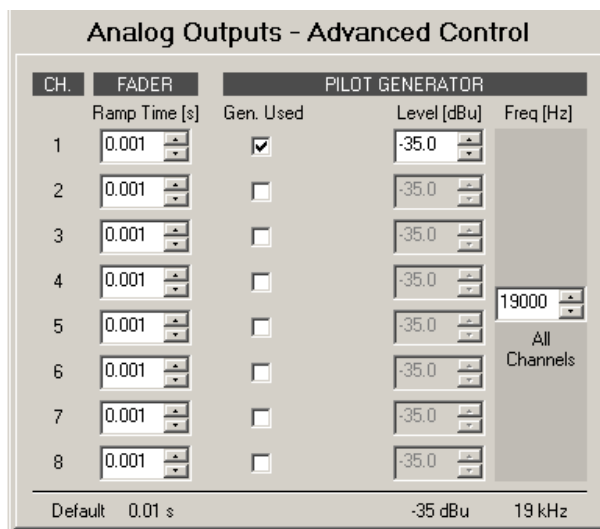 Analog Outputs - Advanced Control
CH. FADER PILOT GENERATOR
Ramp Time [s] Gen. Used Level [dBu] Freq [Hz]
1 0.001 -35.0
2 0.001 -35.0
3 0.001 -35.0
4 0.001 -35.0
19000
5 0.001 -35.0
All
Channels
6 0.001 -35.0
7 0.001 -35.0
8 0.001 -35.0
Default 0.01 s -35 dBu 19 kHz